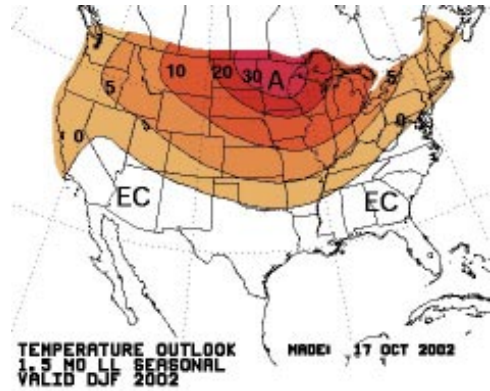 10 20 30 A 5
5
0
0
EC EC
TEMPERATURE OUTLOOK MADE: 17 OCT 2002
1.5 MO LL SEASONAL
VALID DJF 2002